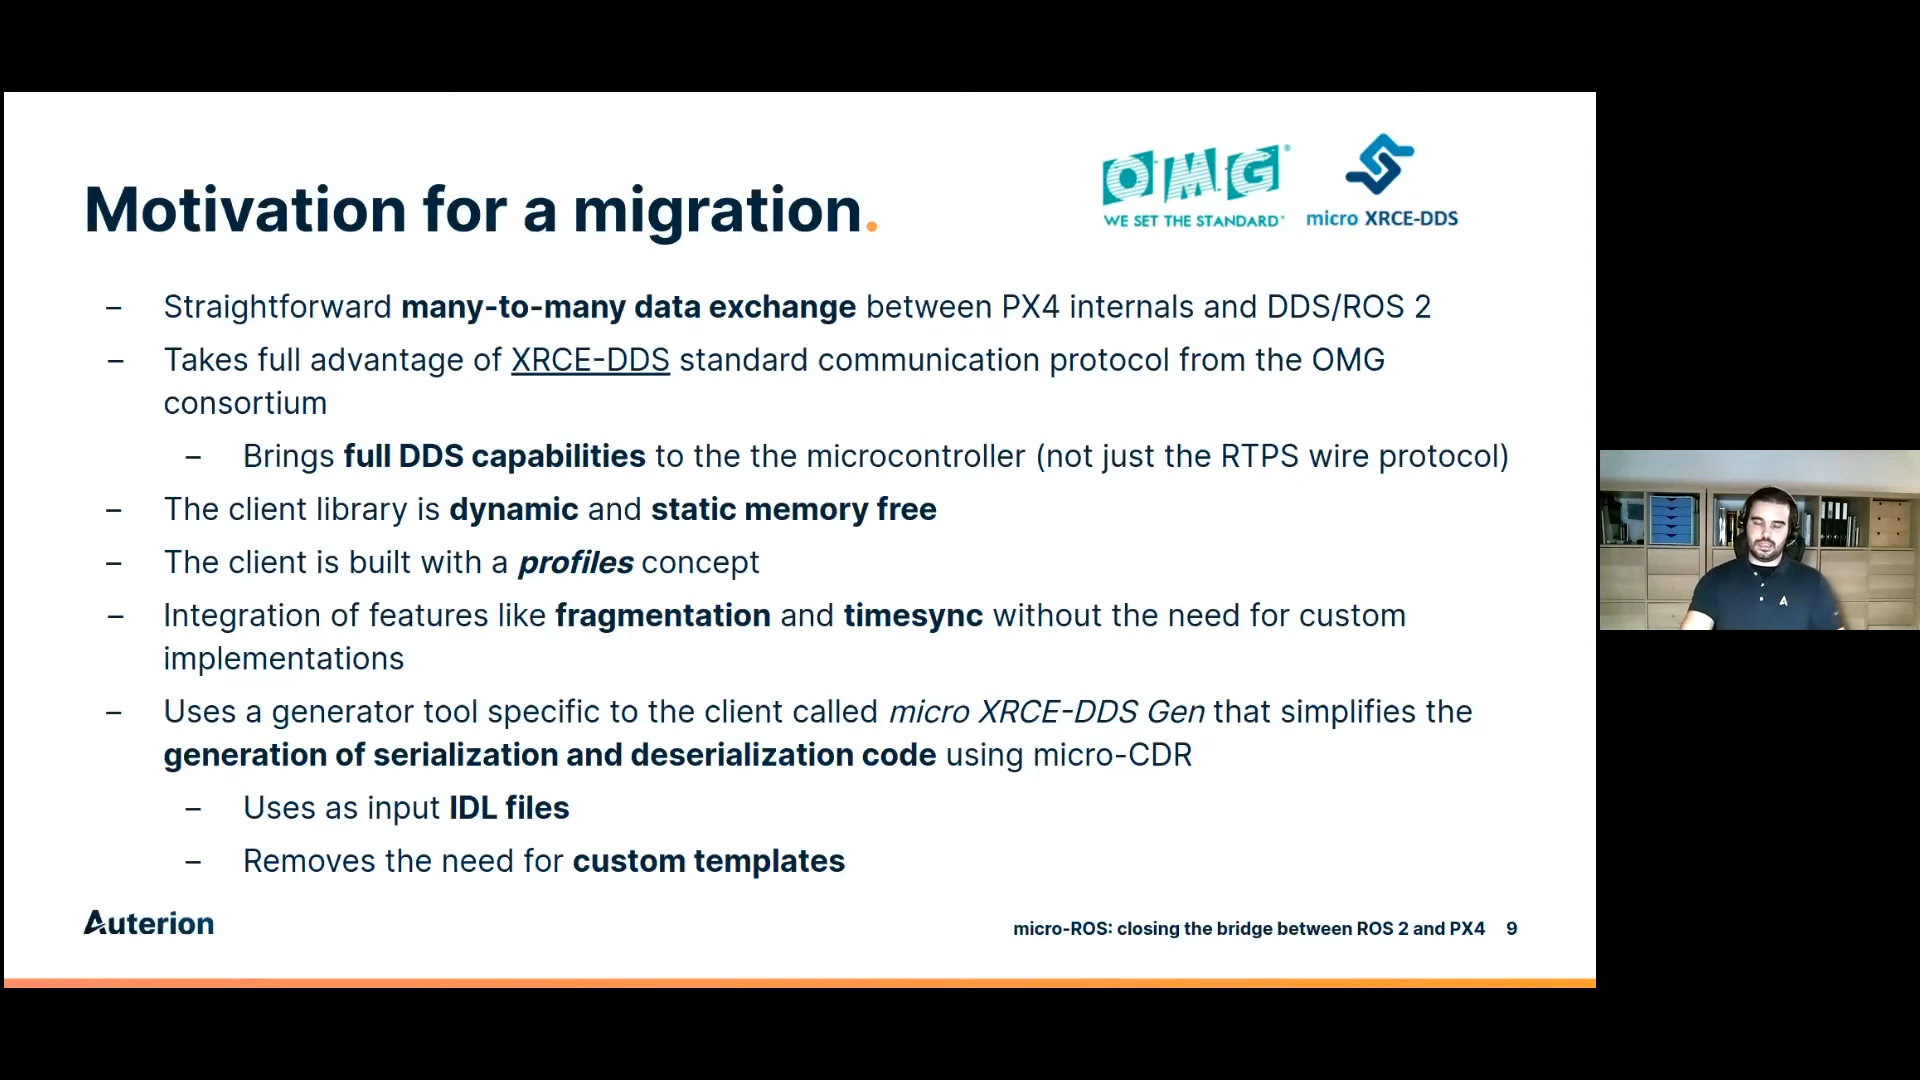 OMG®
WE SET THE STANDARD®
micro XRCE-DDS
Motivation for a migration.
– Straightforward many-to-many data exchange between PX4 internals and DDS/ROS 2
– Takes full advantage of XRCE-DDS standard communication protocol from the OMG
consortium
– Brings full DDS capabilities to the the microcontroller (not just the RTPS wire protocol)
– The client library is dynamic and static memory free
– The client is built with a profiles concept
– Integration of features like fragmentation and timesync without the need for custom
implementations
– Uses a generator tool specific to the client called micro XRCE-DDS Gen that simplifies the
generation of serialization and deserialization code using micro-CDR
– Uses as input IDL files
– Removes the need for custom templates
Auterion
micro-ROS: closing the bridge between ROS 2 and PX4 9